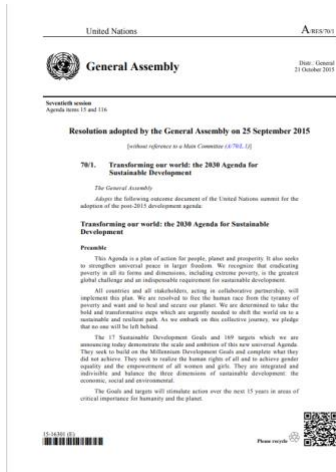 United Nations
A/RES/70/1
General Assembly
Distr.: General
21 October 2015
Seventieth session
Agenda items 15 and 116
Resolution adopted by the General Assembly on 25 September 2015
[without reference to a Main Committee (A/70/L.1)]
70/1. Transforming our world: the 2030 Agenda for
Sustainable Development
The General Assembly
Adopts the following outcome document of the United Nations summit for the
adoption of the post-2015 development agenda:
Transforming our world: the 2030 Agenda for Sustainable
Development
Preamble
This Agenda is a plan of action for people, planet and prosperity. It also seeks
to strengthen universal peace in larger freedom. We recognize that eradicating
poverty in all its forms and dimensions, including extreme poverty, is the greatest
global challenge and an indispensable requirement for sustainable development.
All countries and all stakeholders, acting in collaborative partnership, will
implement this plan. We are resolved to free the human race from the tyranny of
poverty and want and to heal and secure our planet. We are determined to take the
bold and transformative steps which are urgently needed to shift the world on to a
sustainable and resilient path. As we embark on this collective journey, we pledge
that no one will be left behind.
The 17 Sustainable Development Goals and 169 targets which we are
announcing today demonstrate the scale and ambition of this new universal Agenda.
They seek to build on the Millennium Development Goals and complete what they
did not achieve. They seek to realize the human rights of all and to achieve gender
equality and the empowerment of all women and girls. They are integrated and
indivisible and balance the three dimensions of sustainable development: the
economic, social and environmental.
The Goals and targets will stimulate action over the next 15 years in areas of
critical importance for humanity and the planet.
15-16301 (E)
Please recycle